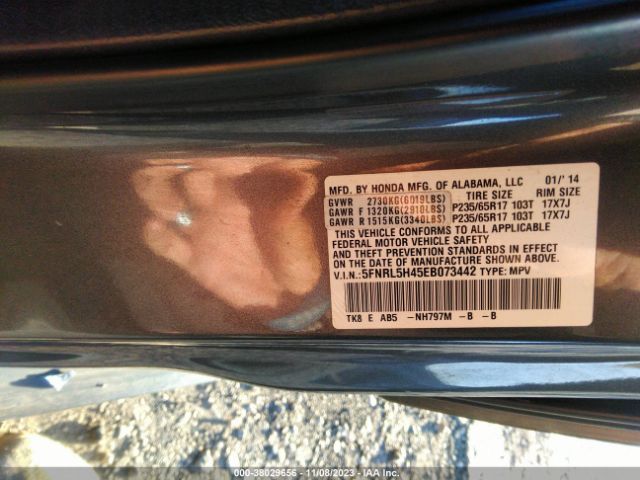 MFD. BY HONDA MFG. OF ALABAMA, LLC 01/'14
TIRE SIZE RIM SIZE
GVWR 2730KG(6019LBS)
GAWR F 1320KG(2910LBS) P235/65R17 103T 17X7J
GAWR R 1515KG(3340LBS) P235/65R17 103T 17X7J
THIS VEHICLE CONFORMS TO ALL APPLICABLE
FEDERAL MOTOR VEHICLE SAFETY
AND THEFT PREVENTION STANDARDS IN EFFECT
ON THE DATE OF MANUFACTURE SHOWN ABOVE.
V.I.N.: 5FNRL5H45EB073442 TYPE: MPV
TK8 E AB5 -NH797M -B -B
000-38029656 - 11/08/2023 - IAA Inc.